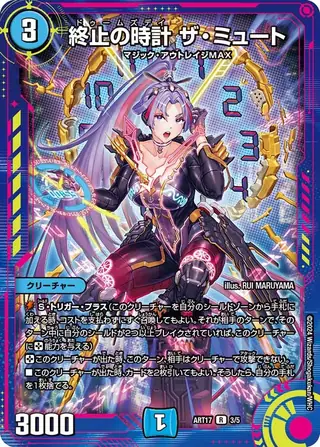 ドゥームズデイ
3
終止の時計 ザ・ミュート
マジック・アウトレイジMAX
illus. RUI MARUYAMA
クリーチャー
S・トリガー・プラス(このクリーチャーを自分のシールドゾーンから手札に
加える時、コストを支払わずにすぐ召喚してもよい。それが相手のターンで、その
ターン中に自分のシールドが2つ以上ブレイクされていれば、このクリーチャー
に能力を与える)
このクリーチャーが出た時、このターン、相手はクリーチャーで攻撃できない。
このクリーチャーが出た時、カードを2枚引いてもよい。そうしたら、自分の手札
を1枚捨てる。
3000
ART17 R 3/5
©2024 Wizards/Shogakukan/WHC